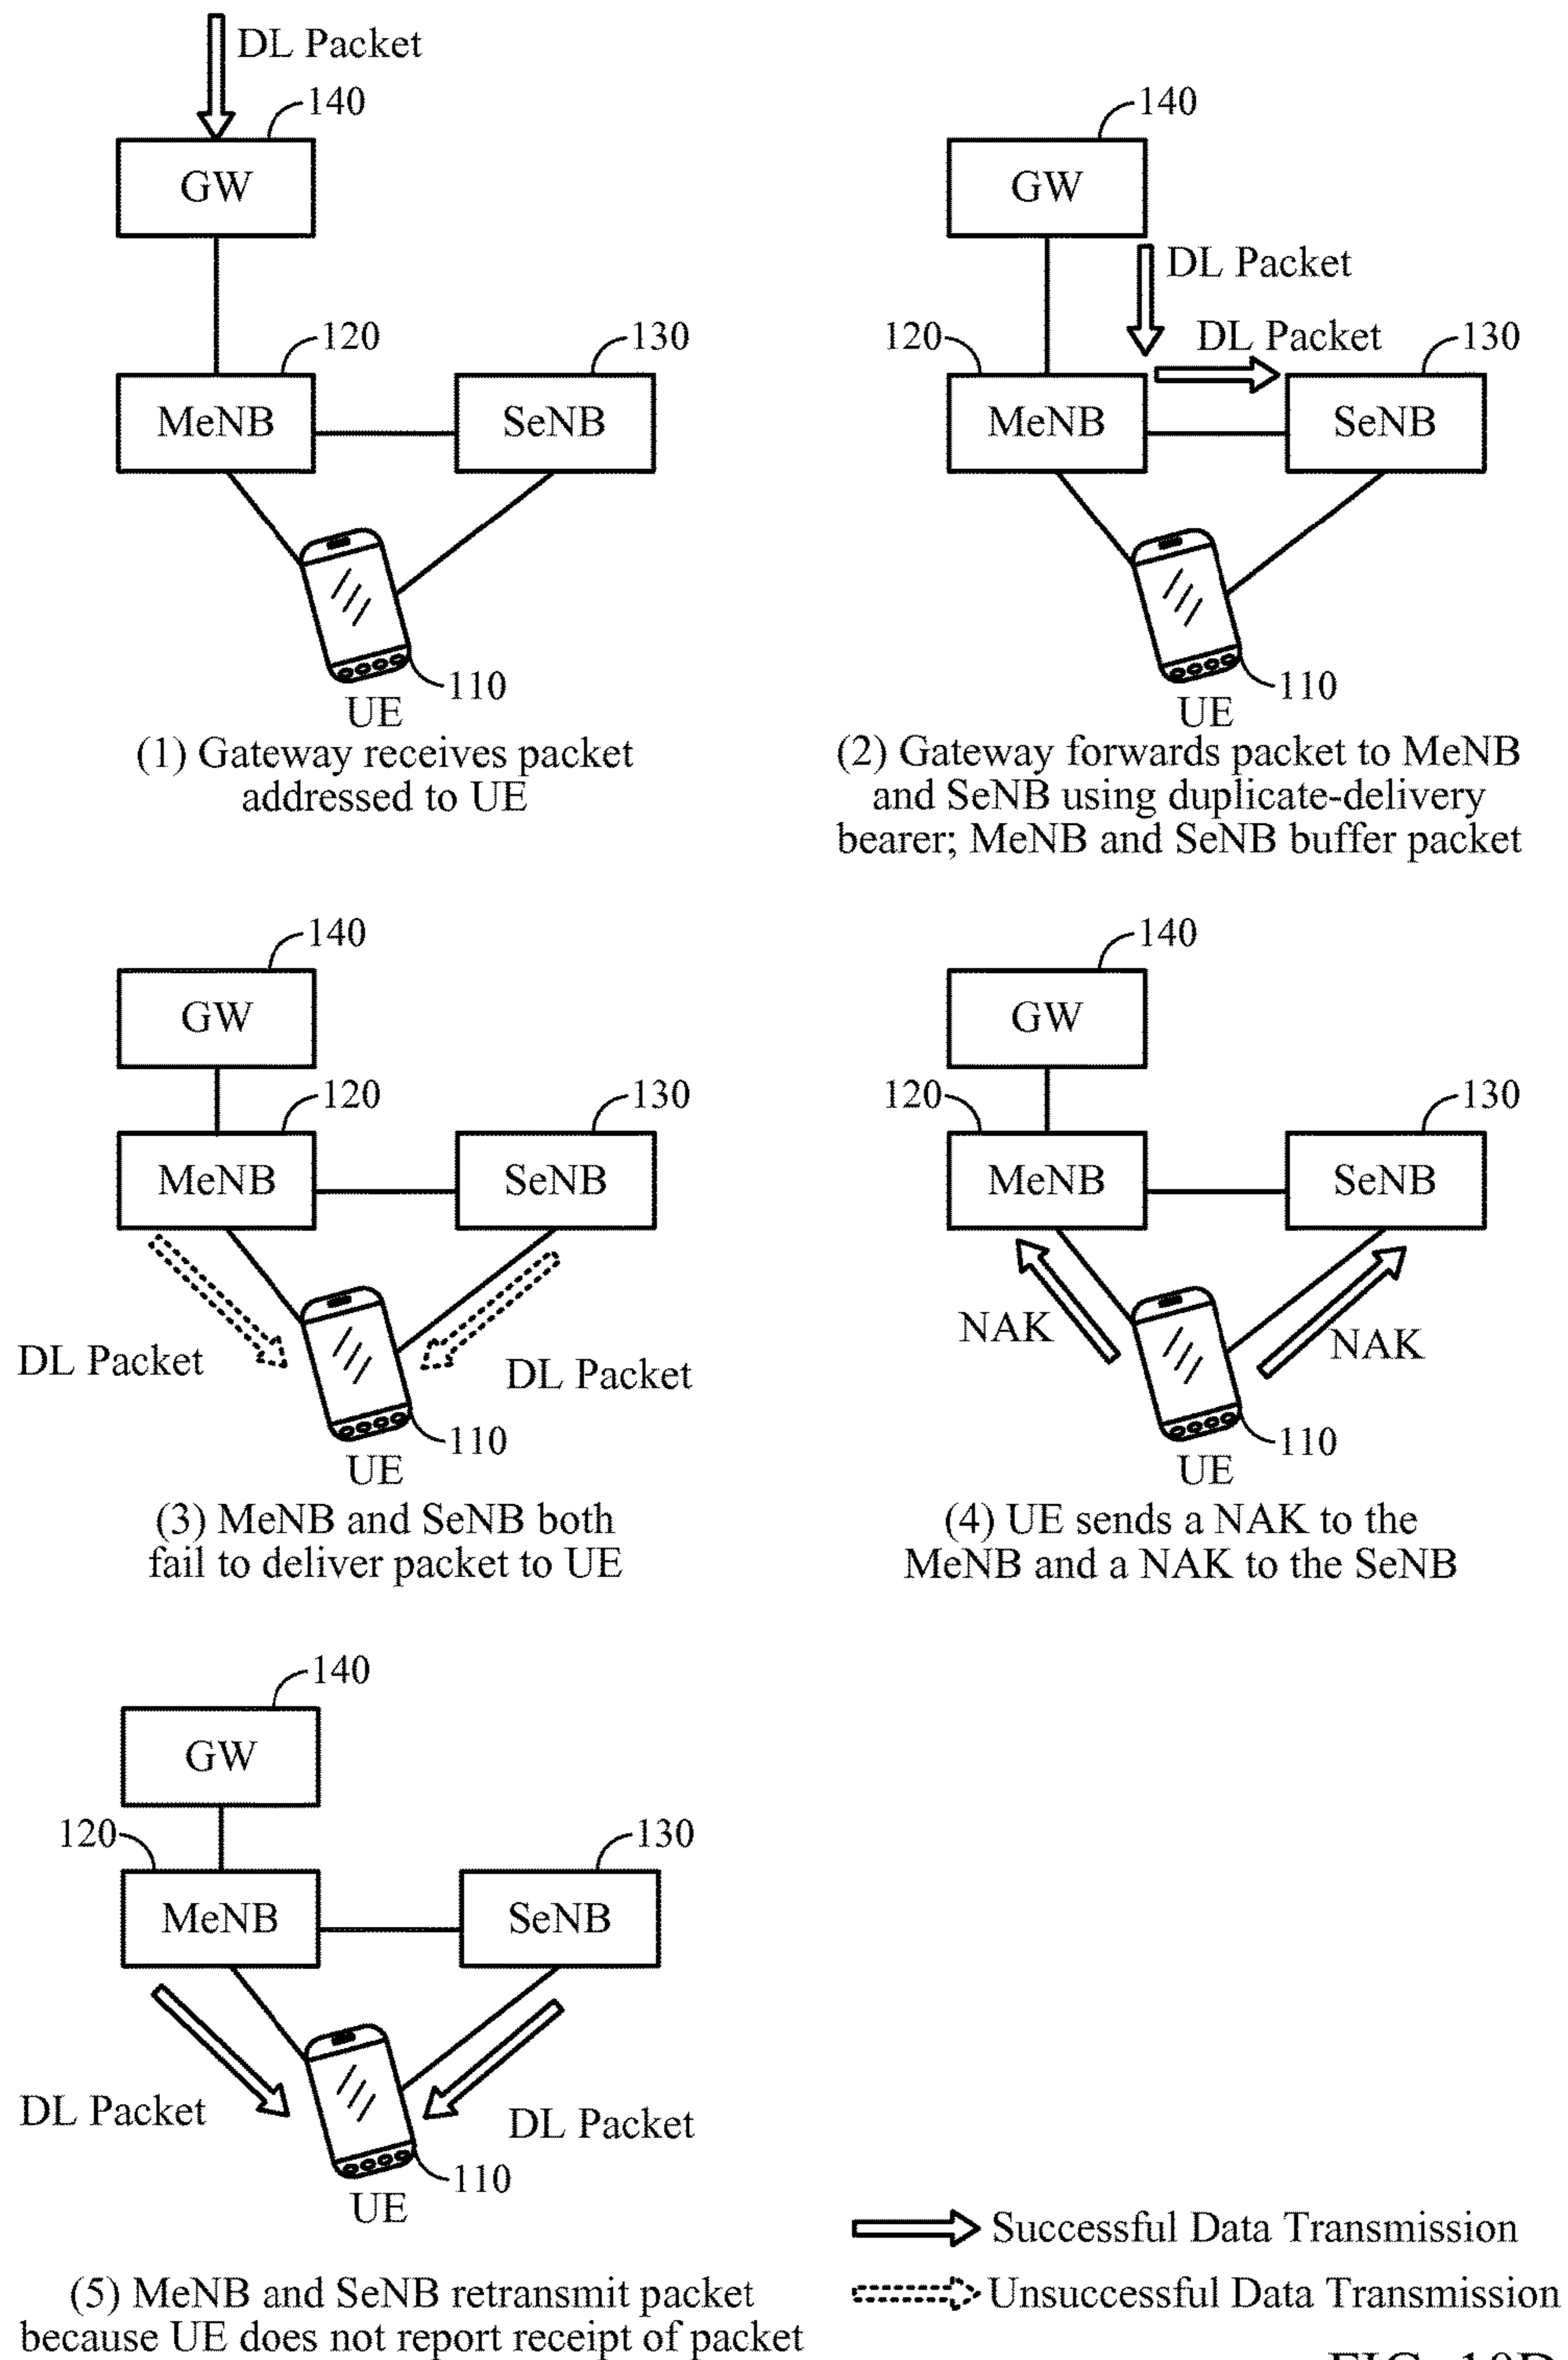 DL Packet
140
GW
120
130
MeNB
SeNB
110
UE
(1) Gateway receives packet
addressed to UE
140
GW
DL Packet
DL Packet
120
130
MeNB
SeNB
110
UE
(2) Gateway forwards packet to MeNB
and SeNB using duplicate-delivery
bearer; MeNB and SeNB buffer packet
140
GW
120
130
MeNB
SeNB
DL Packet
DL Packet
110
UE
(3) MeNB and SeNB both
fail to deliver packet to UE
140
GW
120
130
MeNB
SeNB
NAK
NAK
110
UE
(4) UE sends a NAK to the
MeNB and a NAK to the SeNB
140
GW
120
130
MeNB
SeNB
DL Packet
DL Packet
110
UE
(5) MeNB and SeNB retransmit packet
because UE does not report receipt of packet
Successful Data Transmission
Unsuccessful Data Transmission